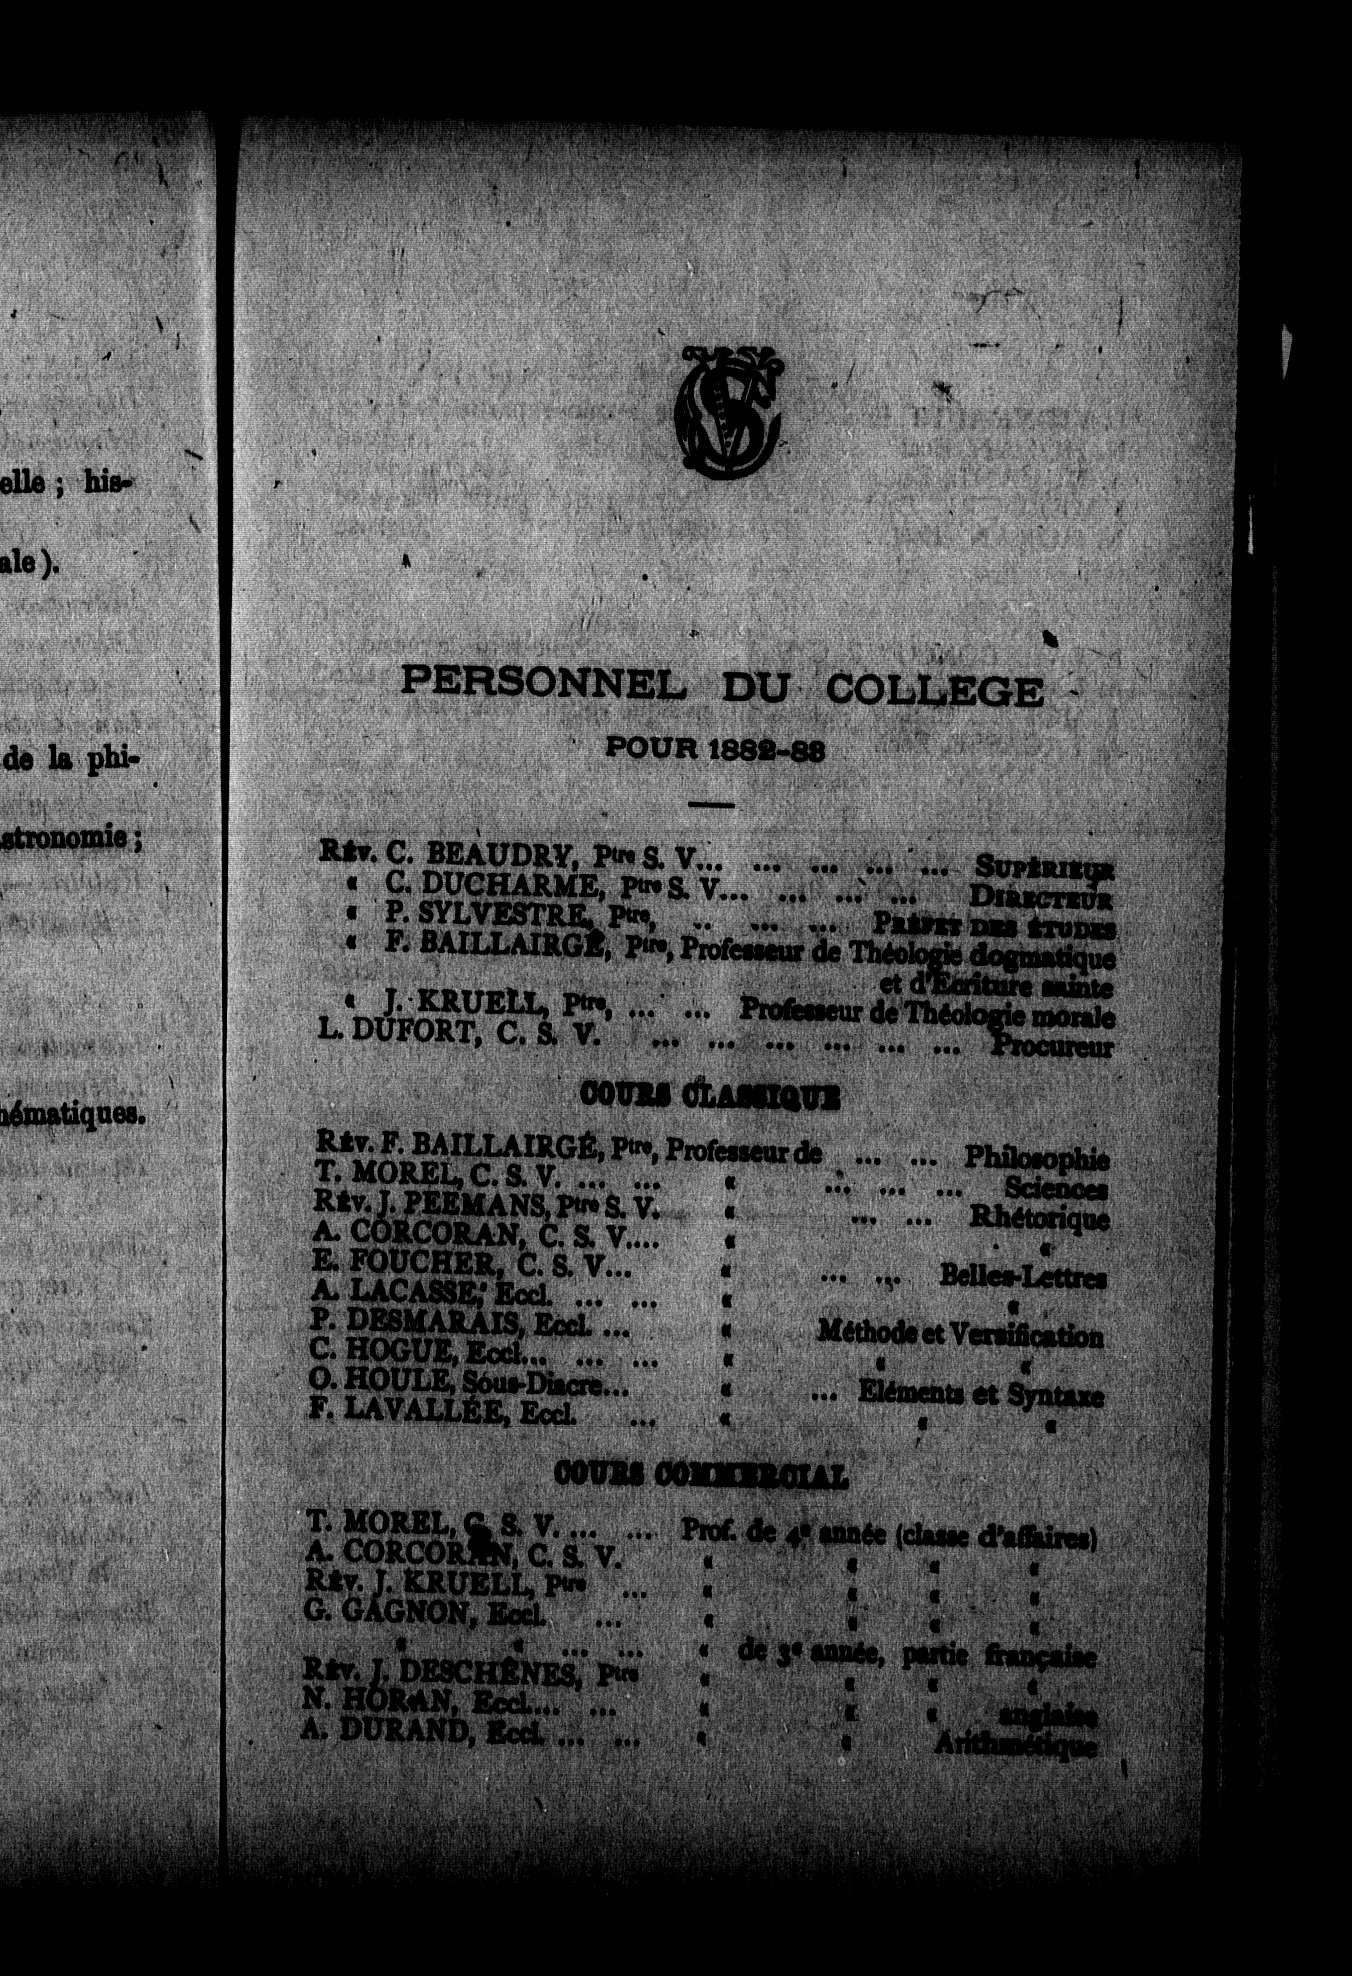 elle ; his-
ale).
de la phi-
stronomie ;
hématiques.
PERSONNEL DU COLLEGE
POUR 1882-83
Rév. C. BEAUDRY, Ptre S. V... ... ... ... ... SUPÉRIEUR
“ C. DUCHARME, Ptre S. V... ... ... ... DIRECTEUR
“ P. SYLVESTRE, Ptre, .. ... ... PRÉFET DES ÉTUDES
“ F. BAILLAIRGÉ, Ptre, Professeur de Théologie dogmatique
et d'Ecriture sainte
“ J. KRUELL, Ptre, ... ... Professeur de Théologie morale
L. DUFORT, C. S. V. ... ... ... ... ... ... Procureur
COURS CLASSIQUE
Rév. F. BAILLAIRGÉ, Ptre, Professeur de ... ... Philosophie
T. MOREL, C. S. V. ... ... “ ... ... ... Sciences
Rév. J. PEEMANS, Ptre S. V. “ ... ... Rhétorique
A. CORCORAN, C. S. V.... “ “
E. FOUCHER, C. S. V... “ ... ... Belles-Lettres
A. LACASSE, Eccl. ... ... “ “
P. DESMARAIS, Eccl. ... “ Méthode et Versification
C. HOGUE, Eccl... ... ... “ “ “
O. HOULE, Sous-Diacre... “ ... Eléments et Syntaxe
F. LAVALLÉE, Eccl. ... “ “ “
COURS COMMERCIAL
T. MOREL, C. S. V. ... ... Prof. de 4e année (classe d'affaires)
A. CORCORAN, C. S. V. “ “ “ “
Rév. J. KRUELL, Ptre ... “ “ “ “
G. GAGNON, Eccl. ... “ “ “ “
“ “ ... ... “ de 3e année, partie française
Rév. J. DESCHÊNES, Ptre “ “ “ “
N. HORAN, Eccl.... ... “ “ “ anglaise
A. DURAND, Eccl. ... ... “ “ Arithmétique